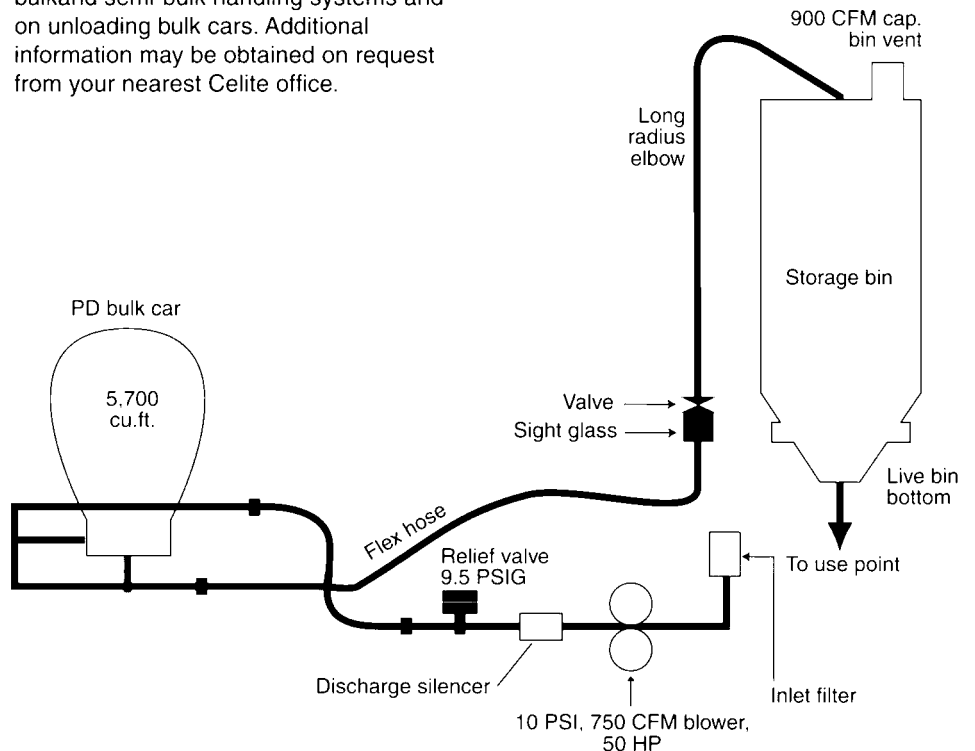 bulkand semi-bulk handling systems and
on unloading bulk cars. Additional
information may be obtained on request
from your nearest Celite office.
900 CFM cap.
bin vent
Long
radius
elbow
Storage bin
PD bulk car
5,700
cu.ft.
Valve
Sight glass
Live bin
bottom
Flex hose
Relief valve
9.5 PSIG
To use point
Discharge silencer
Inlet filter
10 PSI, 750 CFM blower,
50 HP